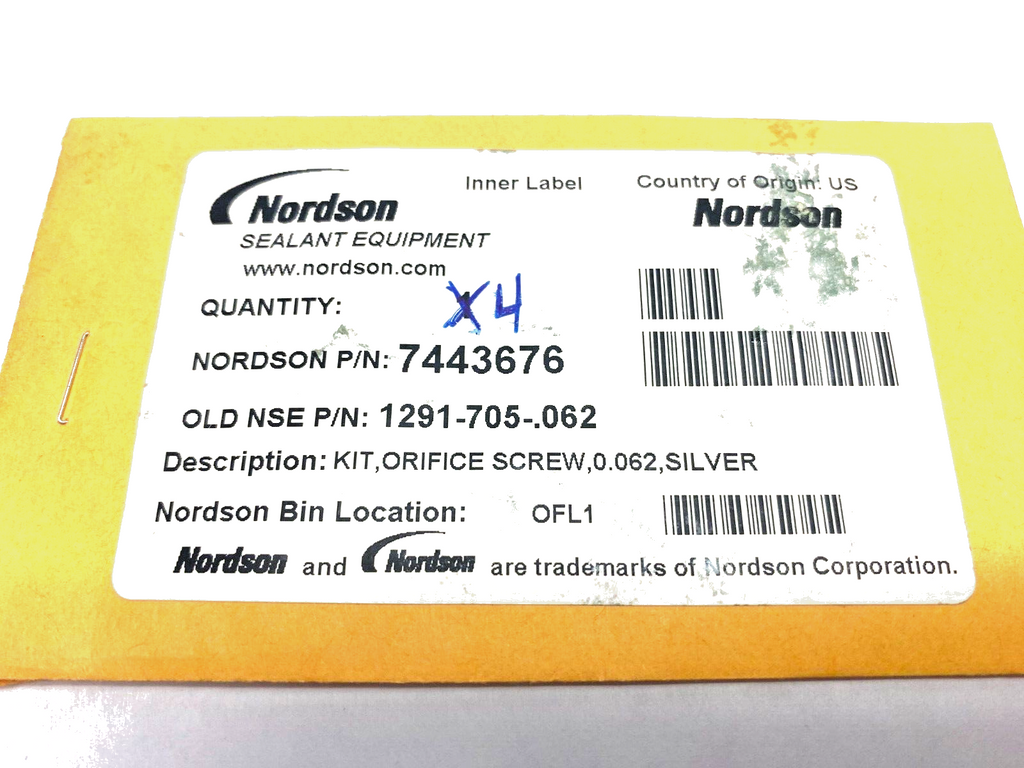 Inner Label
Country of Origin: US
Nordson
Nordson
SEALANT EQUIPMENT
www.nordson.com
QUANTITY: X4
NORDSON P/N: 7443676
OLD NSE P/N: 1291-705-.062
Description: KIT,ORIFICE SCREW,0.062,SILVER
Nordson Bin Location: OFL1
Nordson and Nordson are trademarks of Nordson Corporation.